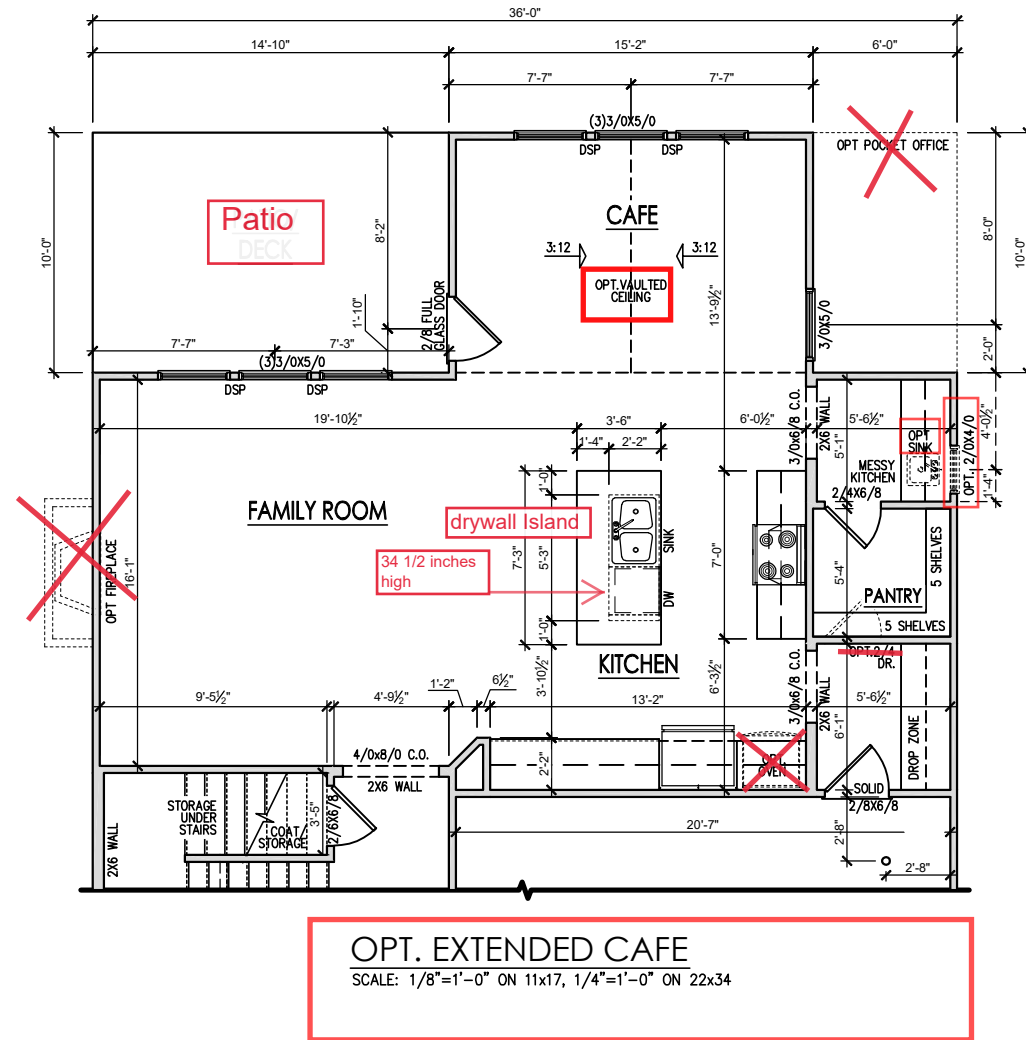 36'-0"
14'-10"
15'-2"
6'-0"
7'-7"
7'-7"
(3)3/0X5/0
DSP
DSP
OPT POCKET OFFICE
Patio
DECK
CAFE
3:12
3:12
OPT.VAULTED
CEILING
10'-0"
8'-2"
1'-10"
2/8 FULL
GLASS DOOR
13'-9½"
3/0X5/0
8'-0"
10'-0"
2'-0"
7'-7"
7'-3"
(3)3/0X5/0
DSP
DSP
19'-10½"
3'-6"
6'-0½"
5'-6½"
1'-4"
2'-2"
3/0x6/8 C.O.
2X6 WALL
5'-1"
OPT
SINK
MESSY
KITCHEN
2/4X6/8
OPT. 2/0X4/0
4'-0½"
1'-4"
FAMILY ROOM
drywall Island
34 1/2 inches
high
1'-0"
7'-3"
5'-3"
1'-0"
SINK
DW
7'-0"
OPT FIREPLACE
16'-1"
5'-4"
5 SHELVES
PANTRY
5 SHELVES
KITCHEN
OPT.2/4
DR.
3'-10½"
6'-3½"
3/0x6/8 C.O.
2X6 WALL
9'-5½"
4'-9½"
1'-2"
6½"
13'-2"
5'-6½"
6'-1"
DROP ZONE
4/0x8/0 C.O.
2X6 WALL
2'-2"
OPT
OVEN
SOLID
2/8X6/8
STORAGE
UNDER
STAIRS
COAT/
STORAGE
3'-5"
2/6X6/8
2X6 WALL
20'-7"
2'-8"
2'-8"
OPT. EXTENDED CAFE
SCALE: 1/8"=1'-0" ON 11x17, 1/4"=1'-0" ON 22x34